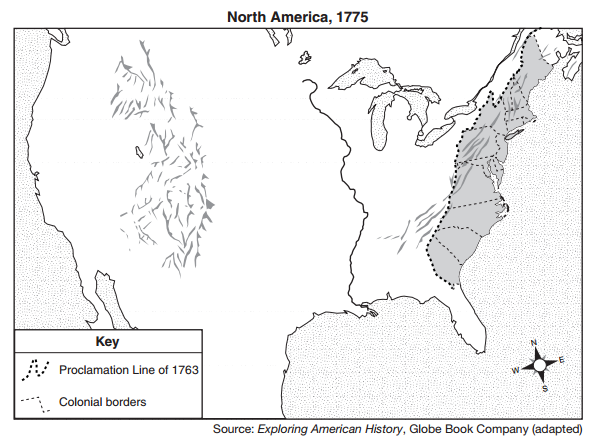 North America, 1775
N
W
E
S
Key
Proclamation Line of 1763
Colonial borders
Source: Exploring American History, Globe Book Company (adapted)